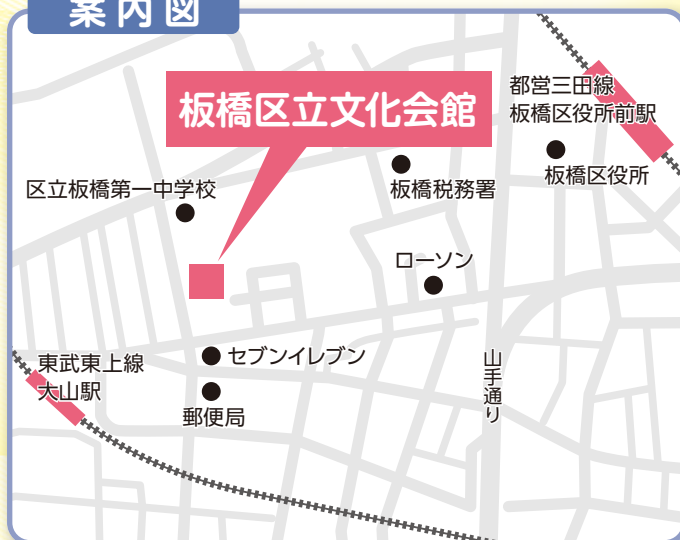 案内図
板橋区立文化会館
都営三田線
板橋区役所前駅
板橋区役所
板橋税務署
区立板橋第一中学校
ローソン
セブンイレブン
東武東上線
大山駅
郵便局
山手通り